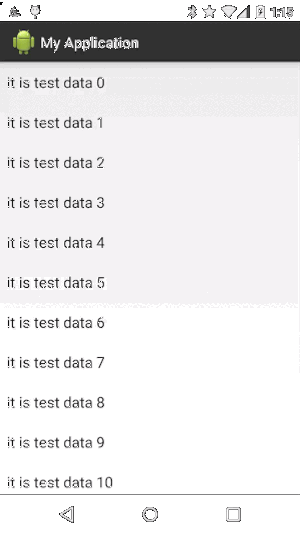 1:15
My Application
it is test data 0
it is test data 1
it is test data 2
it is test data 3
it is test data 4
it is test data 5
it is test data 6
it is test data 7
it is test data 8
it is test data 9
it is test data 10